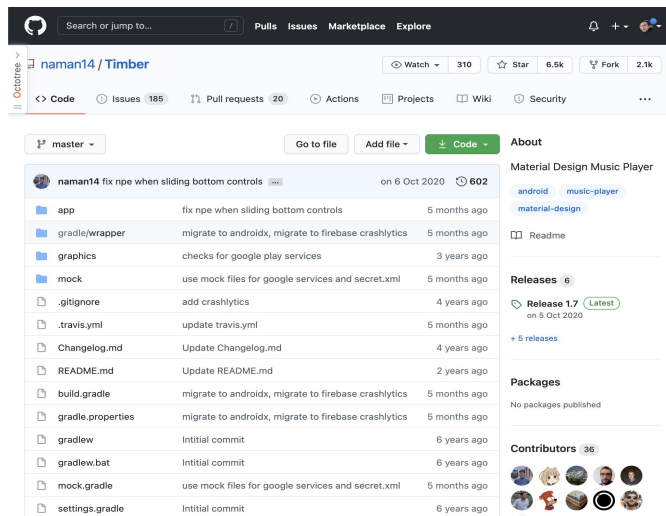 Search or jump to...
/
Pulls Issues Marketplace Explore
Octotree
naman14 / Timber
Watch 310
Star 6.5k
Fork 2.1k
Code
Issues 185
Pull requests 20
Actions
Projects
Wiki
Security
...
master
Go to file
Add file
Code
naman14 fix npe when sliding bottom controls ... on 6 Oct 2020 602
app fix npe when sliding bottom controls 5 months ago
gradle/wrapper migrate to androidx, migrate to firebase crashlytics 5 months ago
graphics checks for google play services 3 years ago
mock use mock files for google services and secret.xml 5 months ago
.gitignore add crashlytics 4 years ago
.travis.yml update travis.yml 5 months ago
Changelog.md Update Changelog.md 4 years ago
README.md Update README.md 2 years ago
build.gradle migrate to androidx, migrate to firebase crashlytics 5 months ago
gradle.properties migrate to androidx, migrate to firebase crashlytics 5 months ago
gradlew Intitial commit 6 years ago
gradlew.bat Intitial commit 6 years ago
mock.gradle use mock files for google services and secret.xml 5 months ago
settings.gradle Intitial commit 6 years ago
About
Material Design Music Player
android music-player
material-design
Readme
Releases 6
Release 1.7 Latest
on 5 Oct 2020
+ 5 releases
Packages
No packages published
Contributors 36